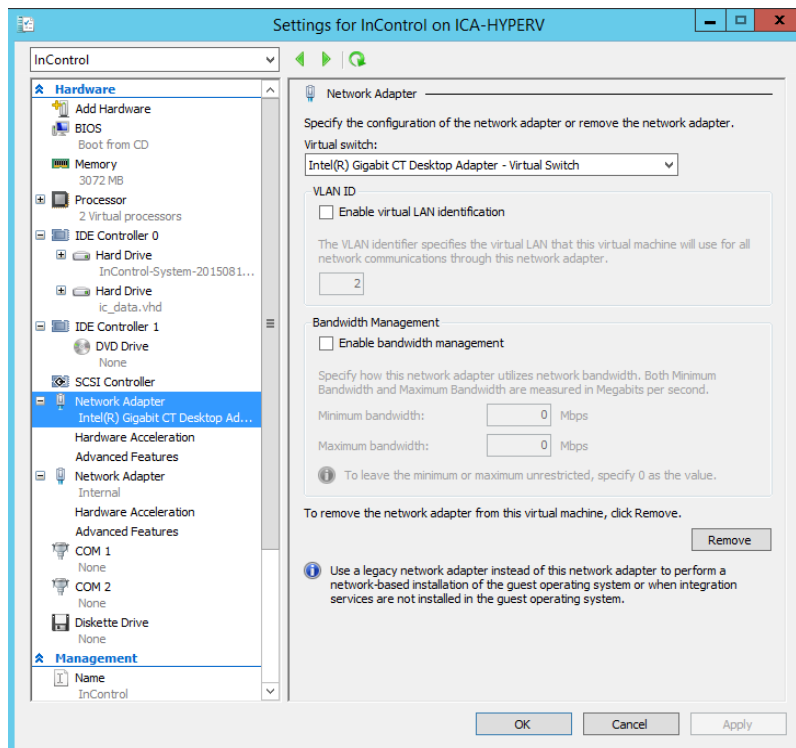 Settings for InControl on ICA-HYPERV
InControl
Hardware
Add Hardware
BIOS
Boot from CD
Memory
3072 MB
Processor
2 Virtual processors
IDE Controller 0
Hard Drive
InControl-System-2015081...
Hard Drive
ic_data.vhd
IDE Controller 1
DVD Drive
None
SCSI Controller
Network Adapter
Intel(R) Gigabit CT Desktop Ad...
Hardware Acceleration
Advanced Features
Network Adapter
Internal
Hardware Acceleration
Advanced Features
COM 1
None
COM 2
None
Diskette Drive
None
Management
Name
InControl
Network Adapter
Specify the configuration of the network adapter or remove the network adapter.
Virtual switch:
Intel(R) Gigabit CT Desktop Adapter - Virtual Switch
VLAN ID
Enable virtual LAN identification
The VLAN identifier specifies the virtual LAN that this virtual machine will use for all
network communications through this network adapter.
2
Bandwidth Management
Enable bandwidth management
Specify how this network adapter utilizes network bandwidth. Both Minimum
Bandwidth and Maximum Bandwidth are measured in Megabits per second.
Minimum bandwidth: 0 Mbps
Maximum bandwidth: 0 Mbps
To leave the minimum or maximum unrestricted, specify 0 as the value.
To remove the network adapter from this virtual machine, click Remove.
Remove
Use a legacy network adapter instead of this network adapter to perform a
network-based installation of the guest operating system or when integration
services are not installed in the guest operating system.
OK Cancel Apply